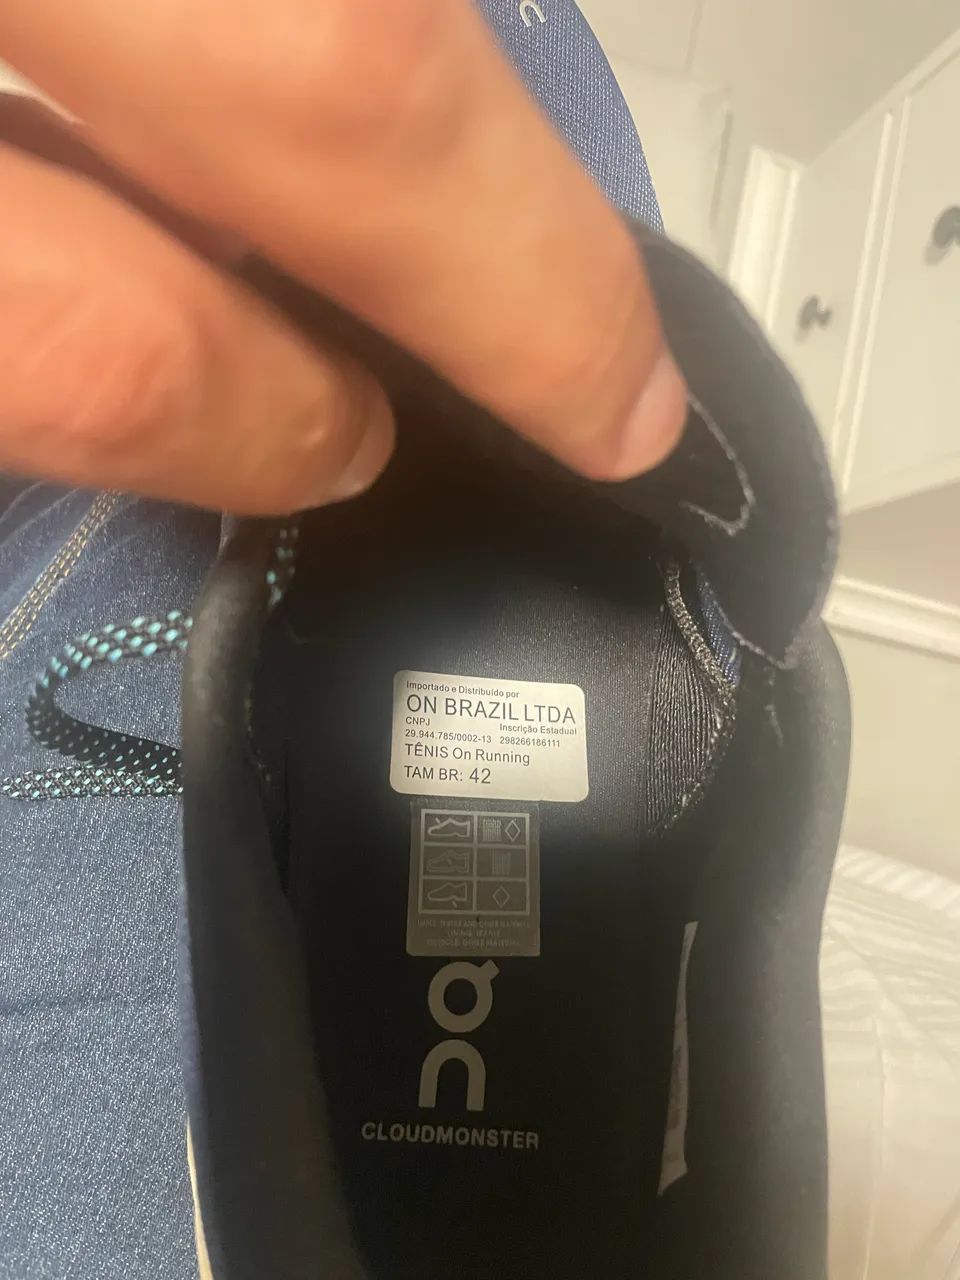 Importado e Distribuído por
ON BRAZIL LTDA
CNPJ Inscrição Estadual
29.944.785/0002-13 298266186111
TÊNIS On Running
TAM BR: 42
On
CLOUDMONSTER